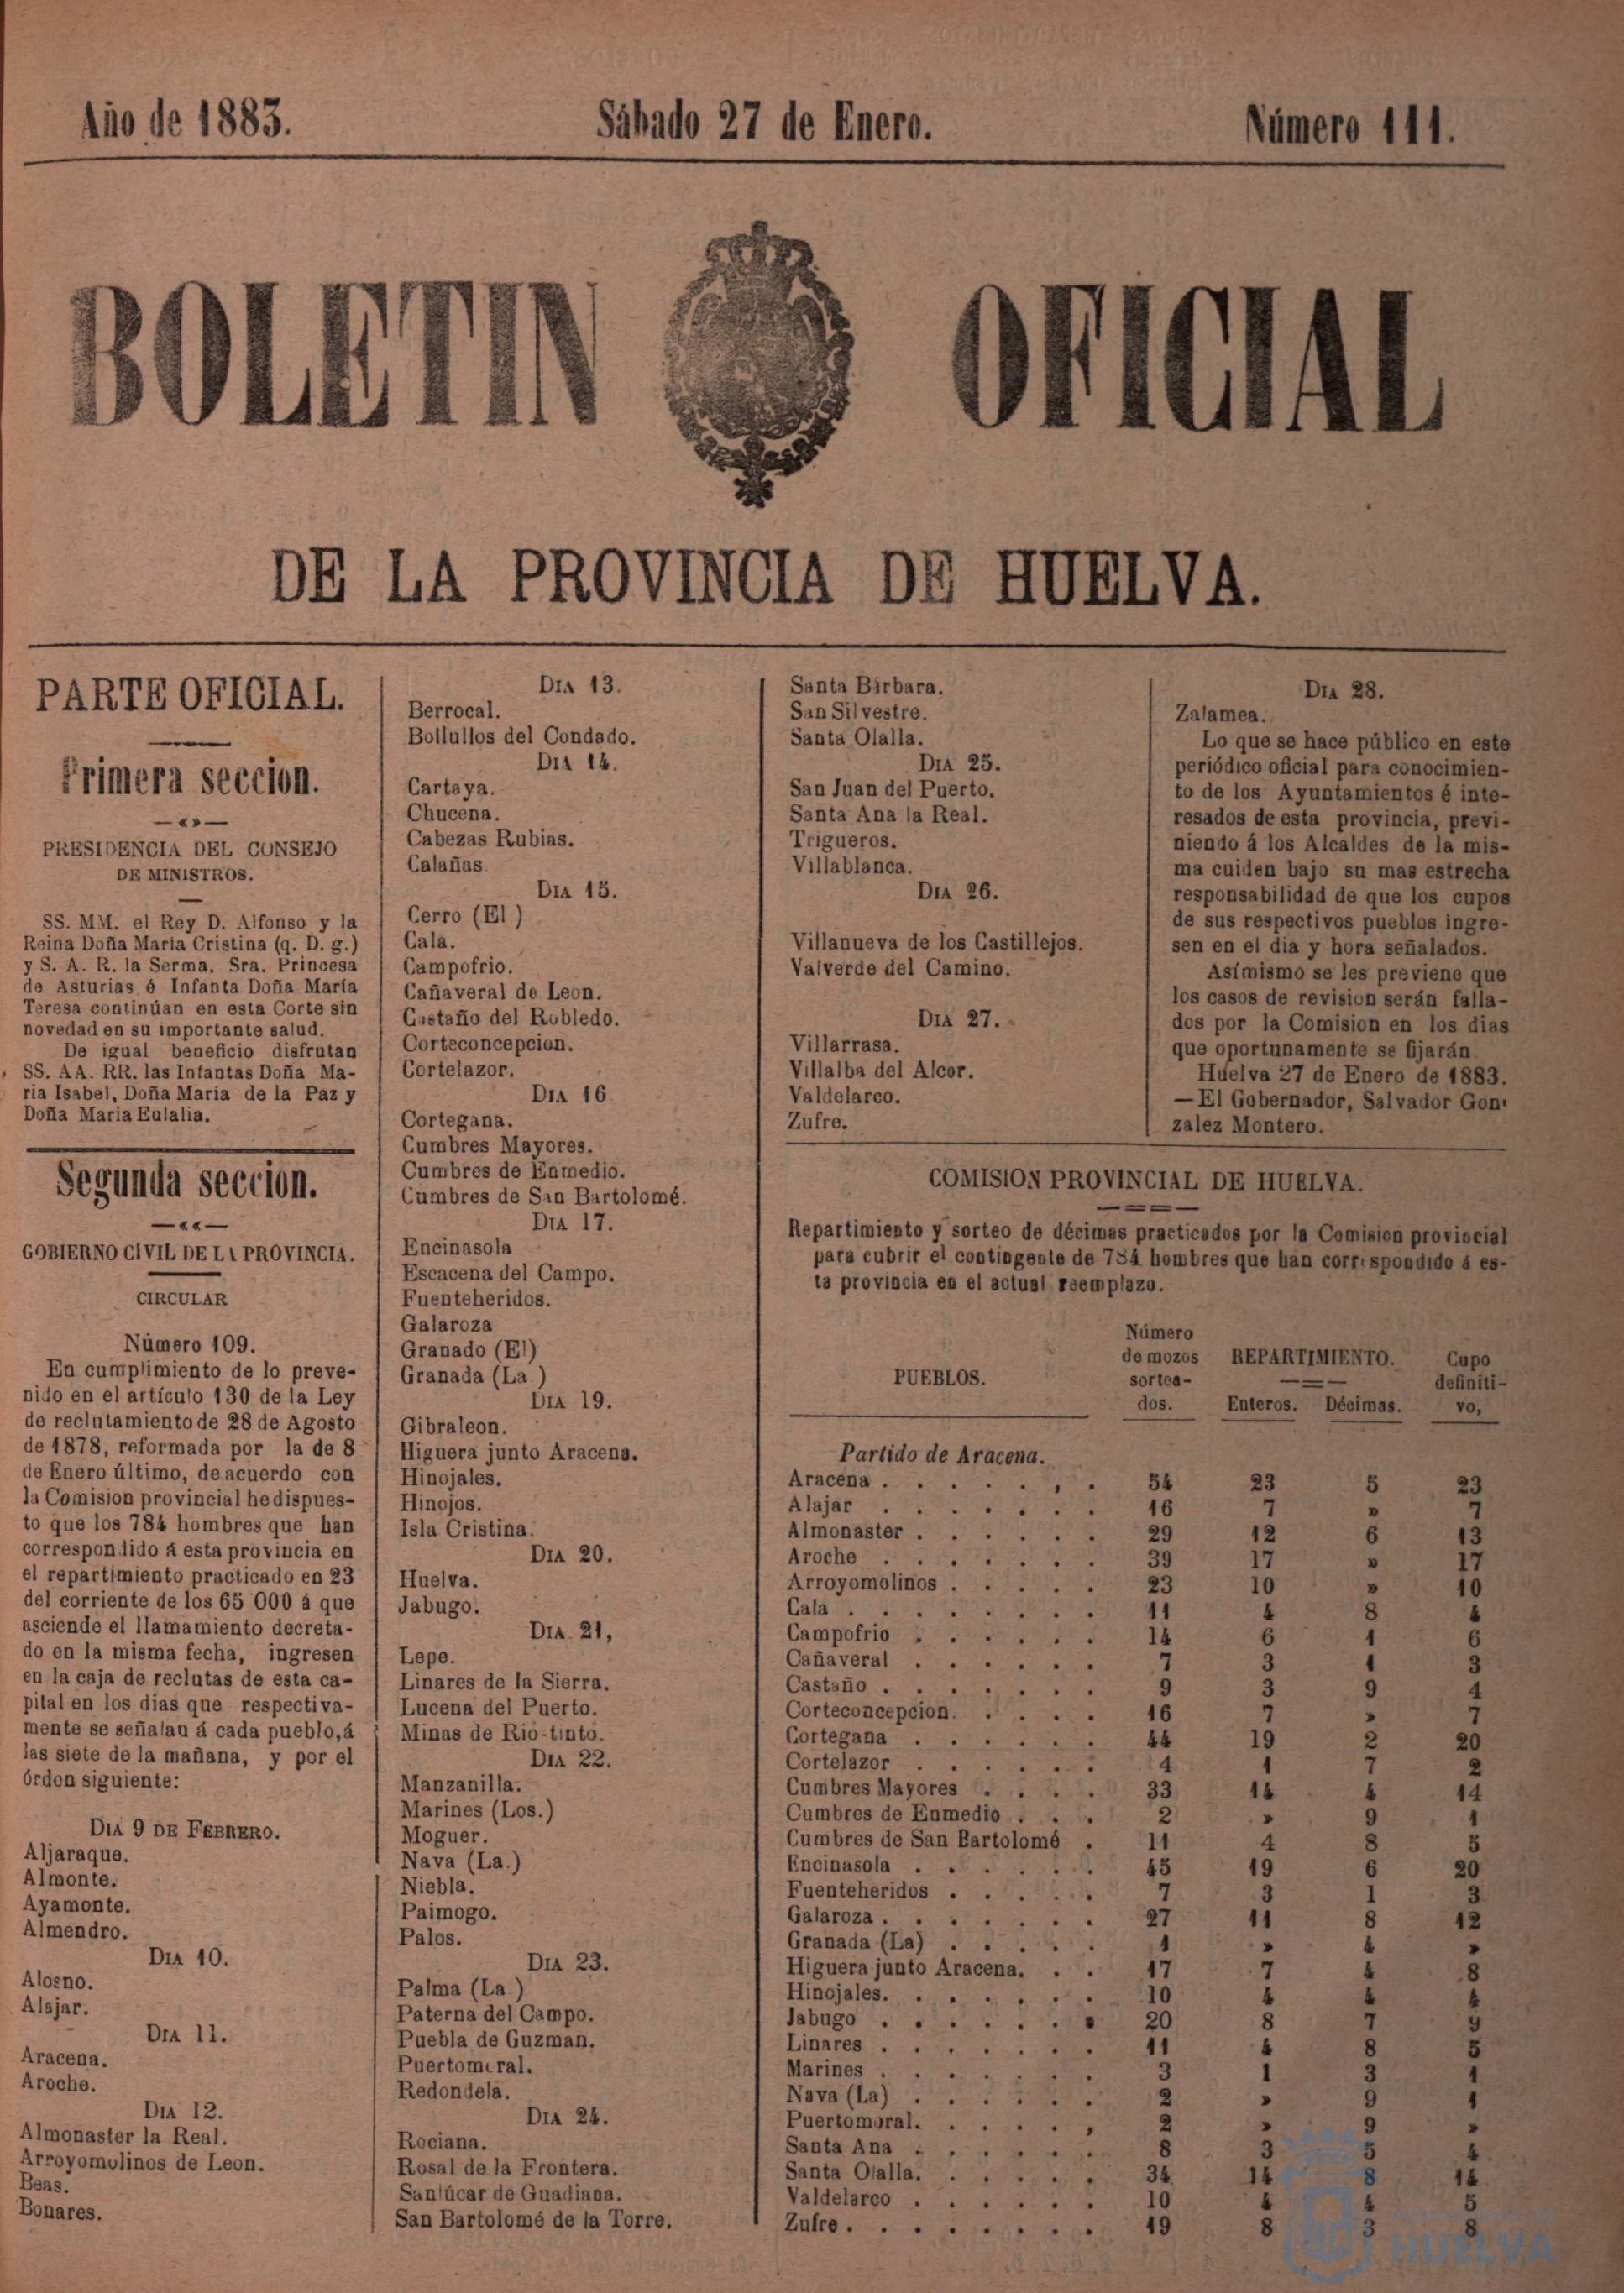 Año de 1883.
Sábado 27 de Enero.
Número 111.
BOLETIN OFICIAL
DE LA PROVINCIA DE HUELVA.
PARTE OFICIAL.
Primera seccion.
PRESIDENCIA DEL CONSEJO
DE MINISTROS.
SS. MM. el Rey D. Alfonso y la
Reina Doña Maria Cristina (q. D. g.)
y S. A. R. la Serma. Sra. Princesa
de Asturias é Infanta Doña María
Teresa continúan en esta Corte sin
novedad en su importante salud.
De igual beneficio disfrutan
SS. AA. RR. las Infantas Doña Ma-
ria Isabel, Doña Maria de la Paz y
Doña Maria Eulalia.
Segunda seccion.
GOBIERNO CIVIL DE LA PROVINCIA.
CIRCULAR
Número 109.
En cumplimiento de lo preve-
nido en el artículo 130 de la Ley
de reclutamiento de 28 de Agosto
de 1878, reformada por la de 8
de Enero último, de acuerdo con
la Comision provincial he dispues-
to que los 784 hombres que han
correspondido á esta provincia en
el repartimiento practicado en 23
del corriente de los 65 000 á que
asciende el llamamiento decreta-
do en la misma fecha, ingresen
en la caja de reclutas de esta ca-
pital en los dias que respectiva-
mente se señalan á cada pueblo, á
las siete de la mañana, y por el
órden siguiente:
DIA 9 DE FEBRERO.
Aljaraque.
Almonte.
Ayamonte.
Almendro.
DIA 10.
Alosno.
Alajar.
DIA 11.
Aracena.
Aroche.
DIA 12.
Almonaster la Real.
Arroyomolinos de Leon.
Beas.
Bonares.
DIA 13.
Berrocal.
Bollullos del Condado.
DIA 14.
Cartaya.
Chucena.
Cabezas Rubias.
Calañas.
DIA 15.
Cerro (El )
Cala.
Campofrio.
Cañaveral de Leon.
Castaño del Robledo.
Corteconcepcion.
Cortelazor.
DIA 16
Cortegana.
Cumbres Mayores.
Cumbres de Enmedio.
Cumbres de San Bartolomé.
DIA 17.
Encinasola
Escacena del Campo.
Fuenteheridos.
Galaroza
Granado (El)
Granada (La )
DIA 19.
Gibraleon.
Higuera junto Aracena.
Hinojales.
Hinojos.
Isla Cristina.
DIA 20.
Huelva.
Jabugo.
DIA. 21,
Lepe.
Linares de la Sierra.
Lucena del Puerto.
Minas de Rio-tinto.
DIA 22.
Manzanilla.
Marines (Los.)
Moguer.
Nava (La.)
Niebla.
Paimogo.
Palos.
DIA 23.
Palma (La )
Paterna del Campo.
Puebla de Guzman.
Puertomoral.
Redondela.
DIA 24.
Rociana.
Rosal de la Frontera.
Sanlúcar de Guadiana.
San Bartolomé de la Torre.
Santa Bárbara.
San Silvestre.
Santa Olalla.
DIA 25.
San Juan del Puerto.
Santa Ana la Real.
Trigueros.
Villablanca.
DIA 26.
Villanueva de los Castillejos.
Valverde del Camino.
DIA 27.
Villarrasa.
Villalba del Alcor.
Valdelarco.
Zufre.
DIA 28.
Zalamea.
Lo que se hace público en este
periódico oficial para conocimien-
to de los Ayuntamientos é inte-
resados de esta provincia, previ-
niendo á los Alcaldes de la mis-
ma cuiden bajo su mas estrecha
responsabilidad de que los cupos
de sus respectivos pueblos ingre-
sen en el dia y hora señalados.
Asímismo se les previene que
los casos de revision serán falla-
dos por la Comision en los dias
que oportunamente se fijarán.
Huelva 27 de Enero de 1883.
—El Gobernador, Salvador Gon-
zalez Montero.
COMISION PROVINCIAL DE HUELVA.
Repartimiento y sorteo de décimas practicados por la Comision provincial
para cubrir el contingente de 784 hombres que han correspondido á es-
ta provincia en el actual reemplazo.
PUEBLOS.
Número
de mozos
sortea-
dos.
REPARTIMIENTO.
Enteros. Décimas.
Cupo
definiti-
vo,
Partido de Aracena.
Aracena . . . . . , . 54 23 5 23
Alajar . . . . . . . 16 7 » 7
Almonaster . . . . . . 29 12 6 13
Aroche . . . . . . . 39 17 » 17
Arroyomolinos . . . . . 23 10 » 10
Cala . . . . . . . . 11 4 8 4
Campofrio . . . . . . 14 6 1 6
Cañaveral . . . . . . 7 3 1 3
Castaño . . . . . . . 9 3 9 4
Corteconcepcion. . . . . 16 7 » 7
Cortegana . . . . . . 44 19 2 20
Cortelazor . . . . . . 4 1 7 2
Cumbres Mayores . . . . 33 14 4 14
Cumbres de Enmedio . . . 2 » 9 1
Cumbres de San Bartolomé . 11 4 8 5
Encinasola . . . . . . 45 19 6 20
Fuenteheridos . . . . . 7 3 1 3
Galaroza . . . . . . . 27 11 8 12
Granada (La) . . . . . 1 » 4 »
Higuera junto Aracena. . . 17 7 4 8
Hinojales. . . . . . . 10 4 4 4
Jabugo . . . . . . . 20 8 7 9
Linares . . . . . . . 11 4 8 5
Marines . . . . . . . 3 1 3 1
Nava (La) . . . . . . 2 » 9 1
Puertomoral. . . . . , 2 » 9 »
Santa Ana . . . . . . 8 3 5 4
Santa Olalla. . . . . . 34 14 8 14
Valdelarco . . . . . . 10 4 4 5
Zufre . . . . . . . . 19 8 3 8
HUELVA